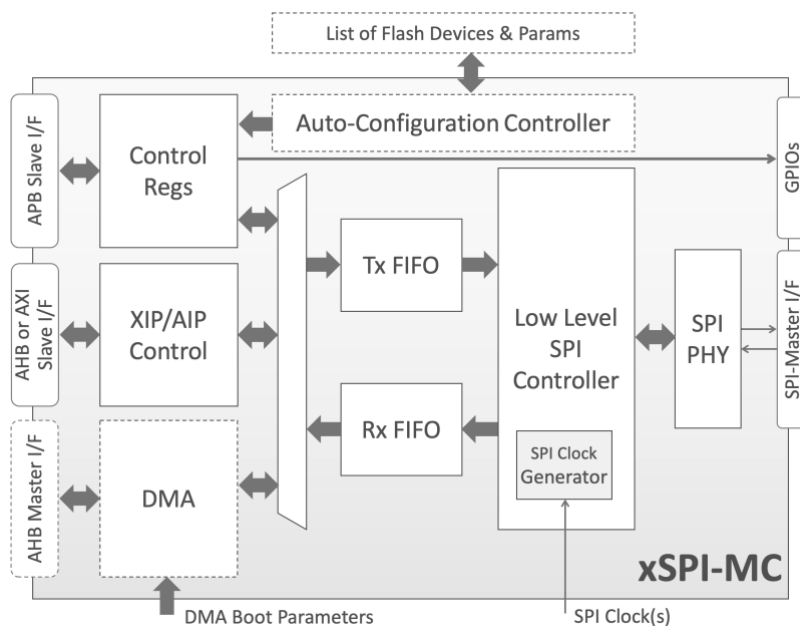 List of Flash Devices & Params
Auto-Configuration Controller
APB Slave I/F
Control
Regs
GPIOs
Tx FIFO
AHB or AXI
Slave I/F
XIP/AIP
Control
Low Level
SPI
Controller
SPI
PHY
SPI-Master I/F
Rx FIFO
AHB Master I/F
DMA
SPI Clock
Generator
xSPI-MC
DMA Boot Parameters
SPI Clock(s)